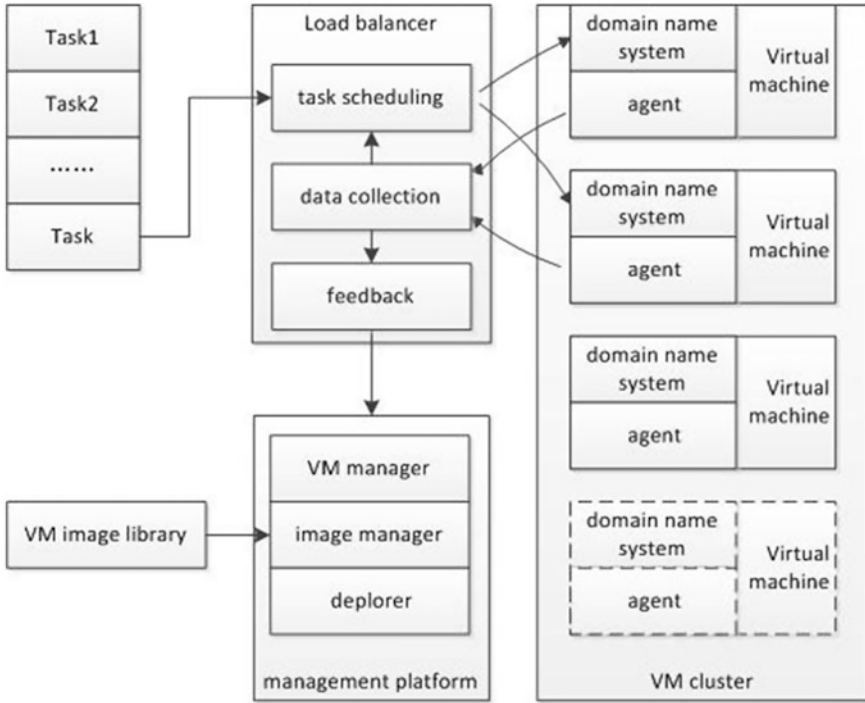 Task1
Task2
......
Task
Load balancer
task scheduling
data collection
feedback
VM manager
image manager
deplorer
management platform
VM image library
domain name
system
agent
Virtual
machine
domain name
system
agent
Virtual
machine
domain name
system
agent
Virtual
machine
domain name
system
agent
Virtual
machine
VM cluster